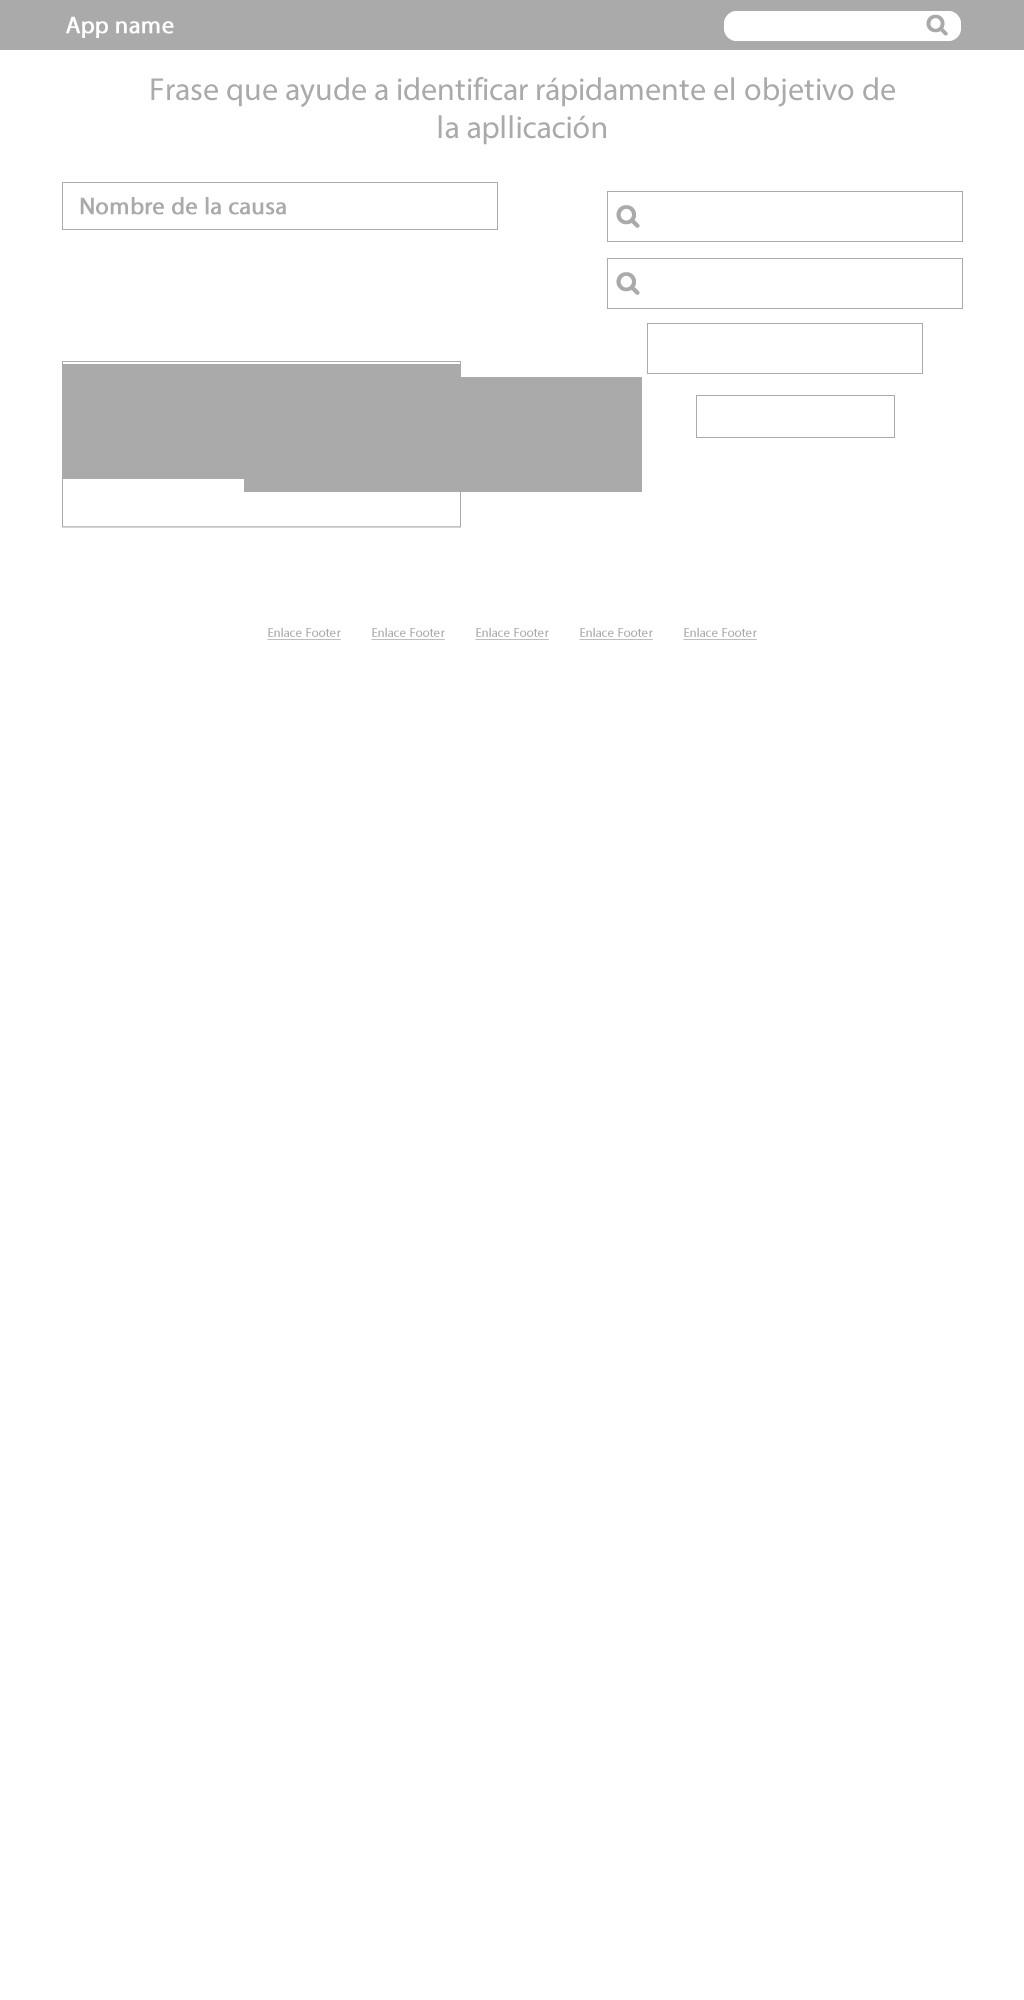 App name
Frase que ayude a identificar rápidamente el objetivo de
la apllicación
Nombre de la causa
Enlace Footer Enlace Footer Enlace Footer Enlace Footer Enlace Footer